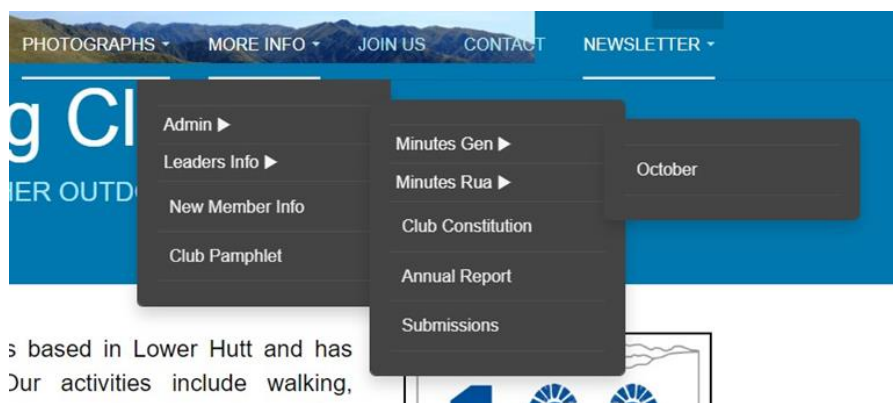 PHOTOGRAPHS MORE INFO JOIN US CONTACT NEWSLETTER
g Cl
HER OUTD
Admin ▶
Leaders Info ▶
New Member Info
Club Pamphlet
Minutes Gen ▶
Minutes Rua ▶
Club Constitution
Annual Report
Submissions
October
s based in Lower Hutt and has
Our activities include walking,